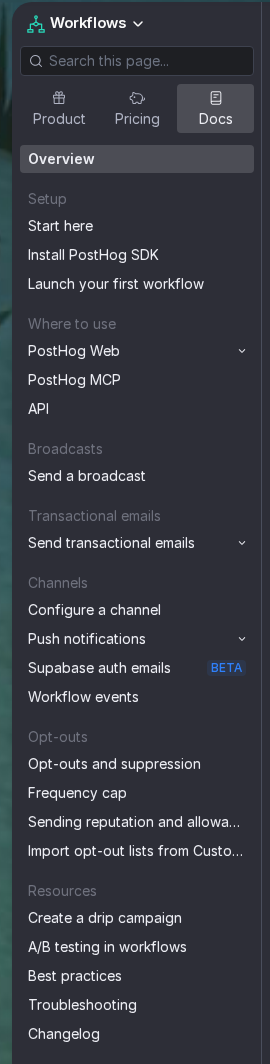 Workflows
Search this page...
Product Pricing Docs
Overview
Setup
Start here
Install PostHog SDK
Launch your first workflow
Where to use
PostHog Web
PostHog MCP
API
Broadcasts
Send a broadcast
Transactional emails
Send transactional emails
Channels
Configure a channel
Push notifications
Supabase auth emails BETA
Workflow events
Opt-outs
Opt-outs and suppression
Frequency cap
Sending reputation and allowa...
Import opt-out lists from Custo...
Resources
Create a drip campaign
A/B testing in workflows
Best practices
Troubleshooting
Changelog